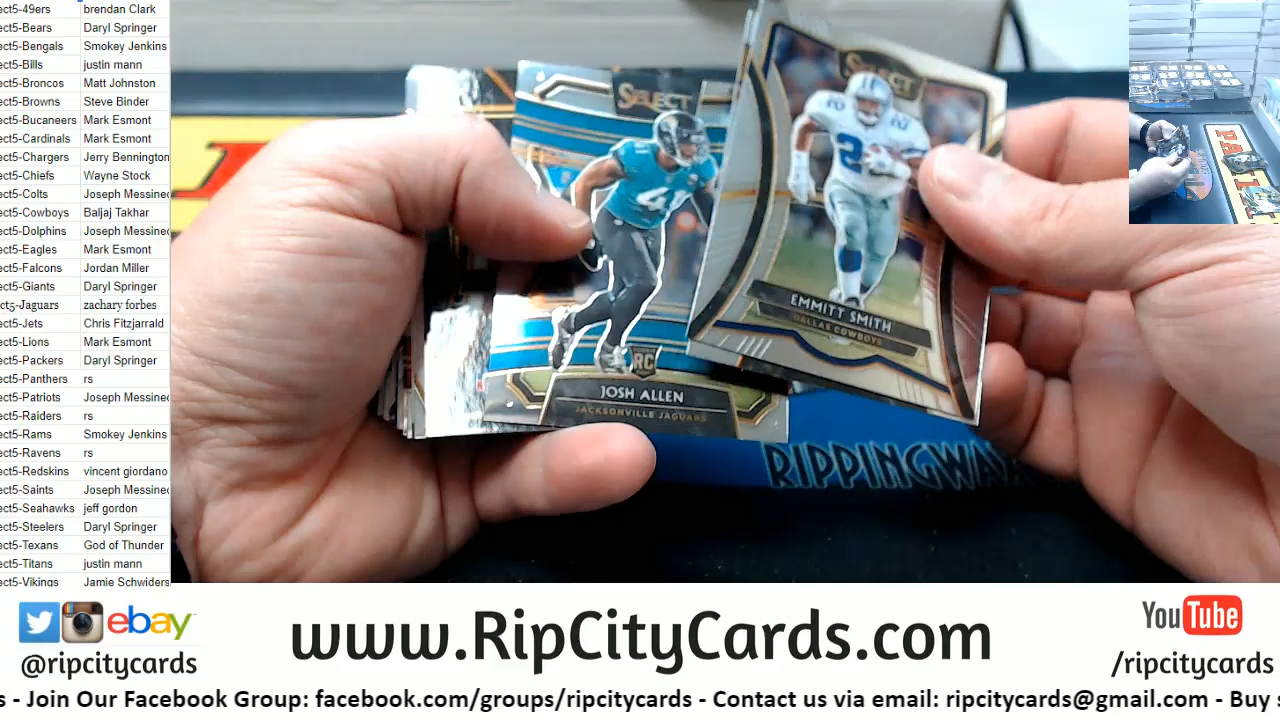 ect5-49ers brendan Clark
ect5-Bears Daryl Springer
ect5-Bengals Smokey Jenkins
ect5-Bills justin mann
ect5-Broncos Matt Johnston
ect5-Browns Steve Binder
ect5-Bucaneers Mark Esmont
ect5-Cardinals Mark Esmont
ect5-Chargers Jerry Bennington
ect5-Chiefs Wayne Stock
ect5-Colts Joseph Messinec
ect5-Cowboys Baljaj Takhar
ect5-Dolphins Joseph Messinec
ect5-Eagles Mark Esmont
ect5-Falcons Jordan Miller
ect5-Giants Daryl Springer
ect5-Jaguars zachary forbes
ect5-Jets Chris Fitzjarrald
ect5-Lions Mark Esmont
ect5-Packers Daryl Springer
ect5-Panthers rs
ect5-Patriots Joseph Messinec
ect5-Raiders rs
ect5-Rams Smokey Jenkins
ect5-Ravens rs
ect5-Redskins vincent giordano
ect5-Saints Joseph Messinec
ect5-Seahawks jeff gordon
ect5-Steelers Daryl Springer
ect5-Texans God of Thunder
ect5-Titans justin mann
ect5-Vikings Jamie Schwiders
SELECT
41
RC
JOSH ALLEN
JACKSONVILLE JAGUARS
SELECT
22
EMMITT SMITH
DALLAS COWBOYS
RIPPINGWA
ebay
@ripcitycards
www.RipCityCards.com
YouTube
/ripcitycards
s - Join Our Facebook Group: facebook.com/groups/ripcitycards - Contact us via email: ripcitycards@gmail.com - Buy s